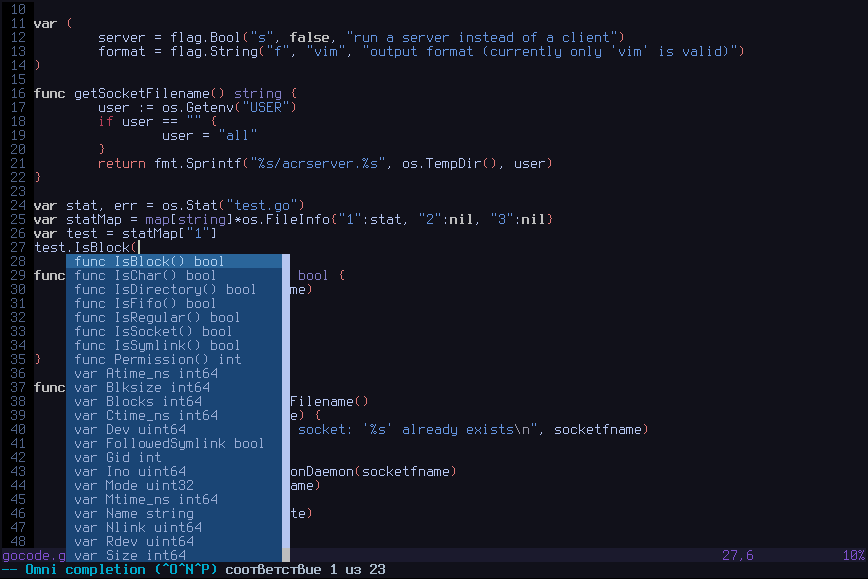 10
11 var (
12         server = flag.Bool("s", false, "run a server instead of a client")
13         format = flag.String("f", "vim", "output format (currently only 'vim' is valid)")
14 )
15
16 func getSocketFilename() string {
17         user := os.Getenv("USER")
18         if user == "" {
19                 user = "all"
20         }
21         return fmt.Sprintf("%s/acrserver.%s", os.TempDir(), user)
22 }
23
24 var stat, err = os.Stat("test.go")
25 var statMap = map[string]*os.FileInfo{"1":stat, "2":nil, "3":nil}
26 var test = statMap["1"]
27 test.IsBlock(
28 func IsBlock() bool
29 func func IsChar() bool bool {
30 func IsDirectory() bool me)
31 func IsFifo() bool
32 func IsRegular() bool
33 func IsSocket() bool
34 func IsSymlink() bool
35 } func Permission() int
36 var Atime_ns int64
37 func var Blksize int64
38 var Blocks int64 Filename()
39 var Ctime_ns int64 e) {
40 var Dev uint64 socket: '%s' already exists\n", socketfname)
41 var FollowedSymlink bool
42 var Gid int
43 var Ino uint64 onDaemon(socketfname)
44 var Mode uint32 ame)
45 var Mtime_ns int64
46 var Name string te)
47 var Nlink uint64
48 var Rdev uint64
gocode.g var Size int64 27,6 10%
-- Omni completion (^O^N^P) соответствие 1 из 23